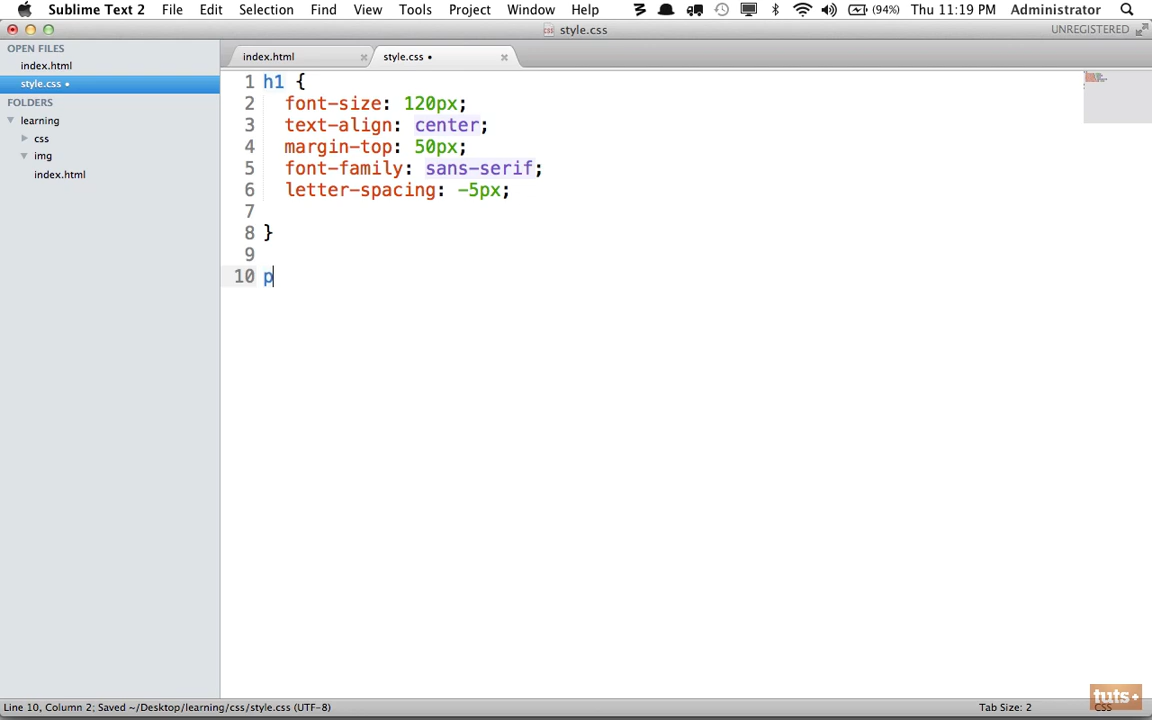 Sublime Text 2 File Edit Selection Find View Tools Project Window Help (94%) Thu 11:19 PM Administrator
style.css UNREGISTERED
OPEN FILES
index.html
style.css
FOLDERS
learning
css
img
index.html
index.html style.css
1 h1 {
2 font-size: 120px;
3 text-align: center;
4 margin-top: 50px;
5 font-family: sans-serif;
6 letter-spacing: -5px;
7
8 }
9
10 p
Line 10, Column 2; Saved ~/Desktop/learning/css/style.css (UTF-8) Tab Size: 2 CSS
tuts+